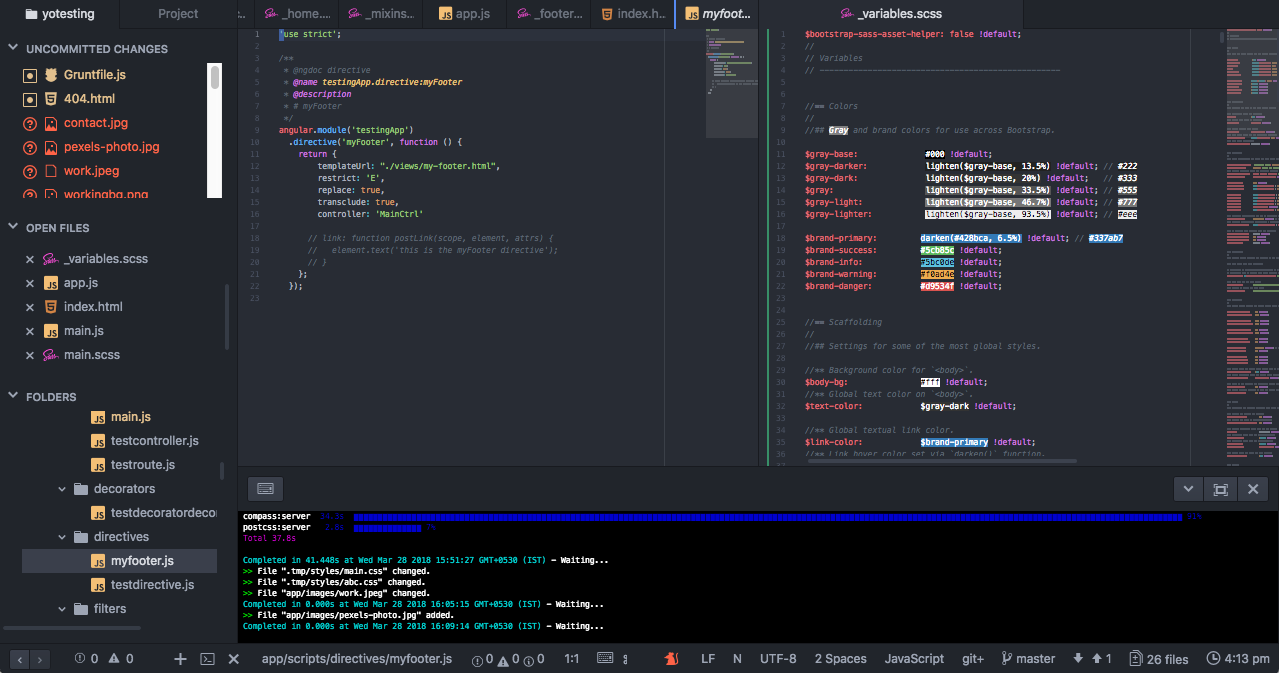 yotesting
Project
_home....
_mixins...
app.js
_footer...
index.h...
myfoot...
_variables.scss
UNCOMMITTED CHANGES
Gruntfile.js
404.html
contact.jpg
pexels-photo.jpg
work.jpeg
workingbg.png
OPEN FILES
_variables.scss
app.js
index.html
main.js
main.scss
FOLDERS
main.js
testcontroller.js
testroute.js
decorators
testdecoratordeco
directives
myfooter.js
testdirective.js
filters
1 'use strict';
2
3 /**
4 * @ngdoc directive
5 * @name testingApp.directive:myFooter
6 * @description
7 * # myFooter
8 */
9 angular.module('testingApp')
10 .directive('myFooter', function () {
11 return {
12 templateUrl: "./views/my-footer.html",
13 restrict: 'E',
14 replace: true,
15 transclude: true,
16 controller: 'MainCtrl'
17
18 // link: function postLink(scope, element, attrs) {
19 // element.text('this is the myFooter directive');
20 // }
21 };
22 });
23
1 $bootstrap-sass-asset-helper: false !default;
2 //
3 // Variables
4 // --------------------------------------------------
5
6
7 //== Colors
8 //
9 //## Gray and brand colors for use across Bootstrap.
10
11 $gray-base: #000 !default;
12 $gray-darker: lighten($gray-base, 13.5%) !default; // #222
13 $gray-dark: lighten($gray-base, 20%) !default; // #333
14 $gray: lighten($gray-base, 33.5%) !default; // #555
15 $gray-light: lighten($gray-base, 46.7%) !default; // #777
16 $gray-lighter: lighten($gray-base, 93.5%) !default; // #eee
17
18 $brand-primary: darken(#428bca, 6.5%) !default; // #337ab7
19 $brand-success: #5cb85c !default;
20 $brand-info: #5bc0de !default;
21 $brand-warning: #f0ad4e !default;
22 $brand-danger: #d9534f !default;
23
24
25 //== Scaffolding
26 //
27 //## Settings for some of the most global styles.
28
29 //** Background color for `<body>`.
30 $body-bg: #fff !default;
31 //** Global text color on `<body>`.
32 $text-color: $gray-dark !default;
33
34 //** Global textual link color.
35 $link-color: $brand-primary !default;
36 //** Link hover color set via `darken()` function.
compass:server
postcss:server
Total 37.8s
Completed in 41.448s at Wed Mar 28 2018 15:51:27 GMT+0530 (IST) - Waiting...
>> File ".tmp/styles/main.css" changed.
>> File ".tmp/styles/abc.css" changed.
>> File "app/images/work.jpeg" changed.
Completed in 0.000s at Wed Mar 28 2018 16:05:15 GMT+0530 (IST) - Waiting...
>> File "app/images/pexels-photo.jpg" added.
Completed in 0.000s at Wed Mar 28 2018 16:09:14 GMT+0530 (IST) - Waiting...
0 0 app/scripts/directives/myfooter.js 0 0 0 1:1 LF N UTF-8 2 Spaces JavaScript git+ master 1 26 files 4:13 pm